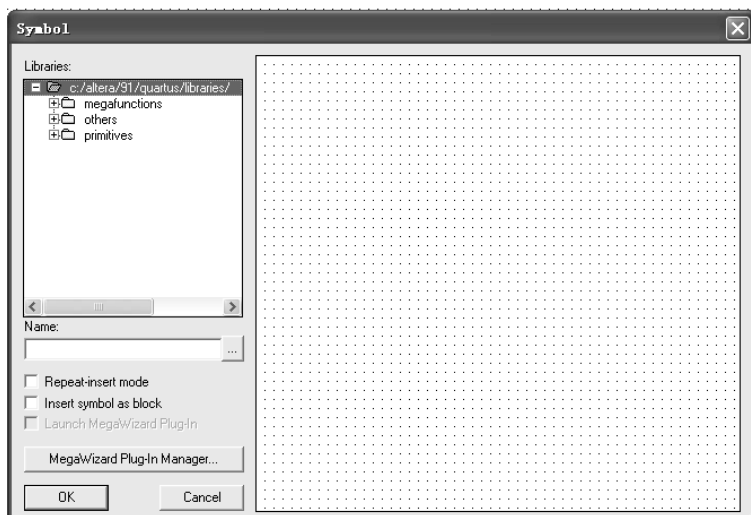 Symbol
Libraries:
c:/altera/91/quartus/libraries/
megafunctions
others
primitives
Name:
...
Repeat-insert mode
Insert symbol as block
Launch MegaWizard Plug-In
MegaWizard Plug-In Manager...
OK Cancel